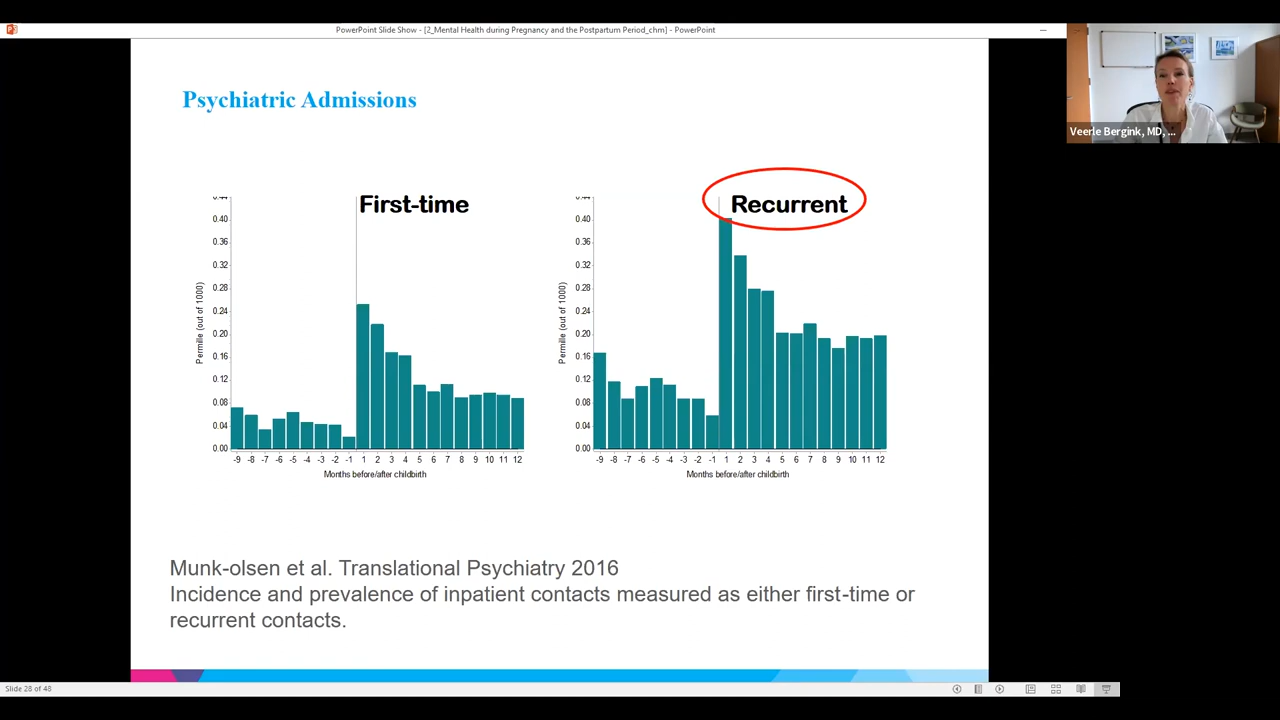 PowerPoint Slide Show - [2_Mental Health during Pregnancy and the Postpartum Period_chm] - PowerPoint
Veerle Bergink, MD, ...
Psychiatric Admissions
First-time
0.44
0.40
0.36
0.32
0.28
0.24
0.20
0.16
0.12
0.08
0.04
0.00
Permille (out of 1000)
-9 -8 -7 -6 -5 -4 -3 -2 -1 1 2 3 4 5 6 7 8 9 10 11 12
Months before/after childbirth
Recurrent
0.44
0.40
0.36
0.32
0.28
0.24
0.20
0.16
0.12
0.08
0.04
0.00
Permille (out of 1000)
-9 -8 -7 -6 -5 -4 -3 -2 -1 1 2 3 4 5 6 7 8 9 10 11 12
Months before/after childbirth
Munk-olsen et al. Translational Psychiatry 2016
Incidence and prevalence of inpatient contacts measured as either first-time or
recurrent contacts.
Slide 28 of 48